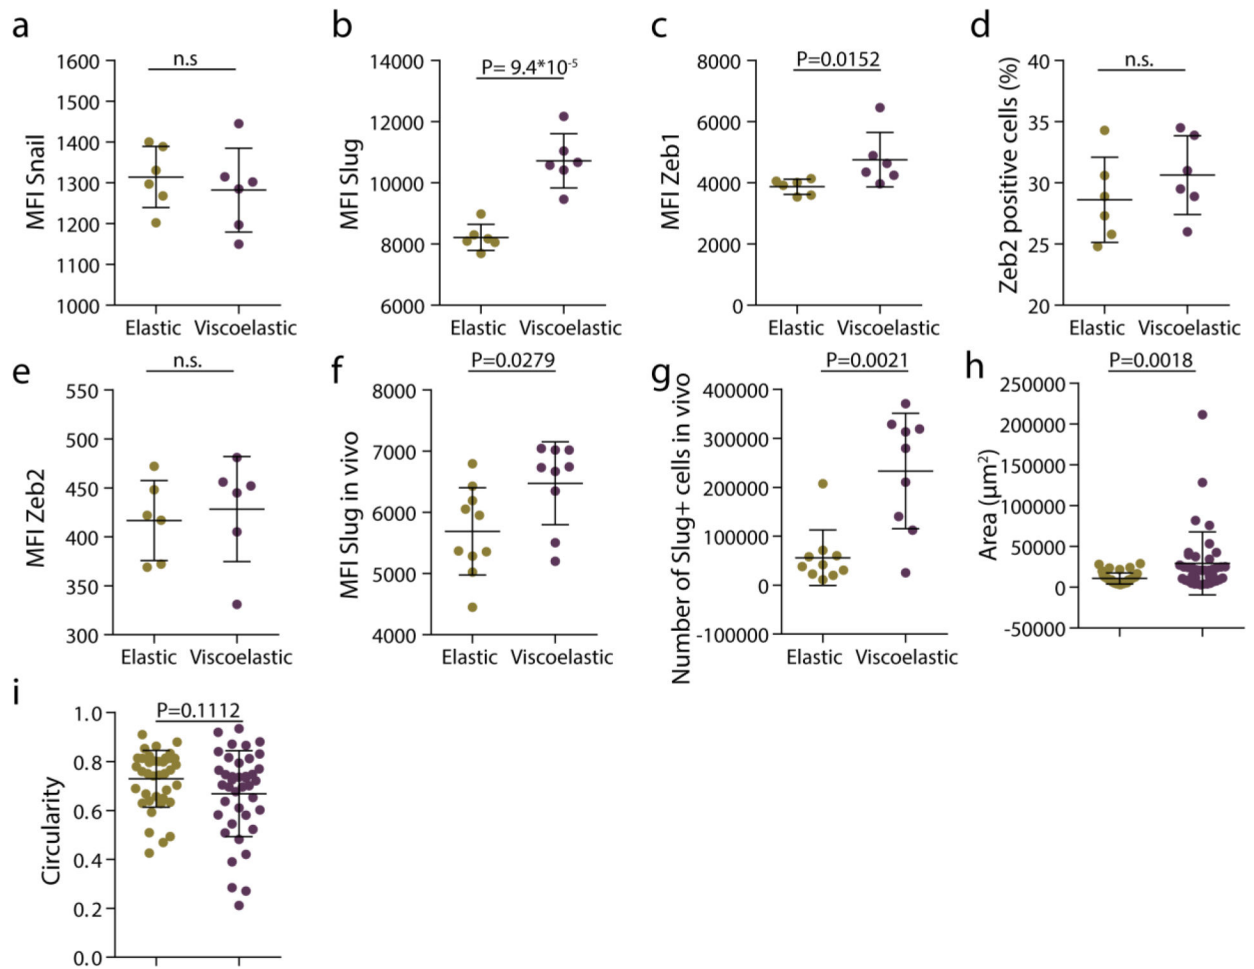 a
n.s
MFI Snail
1600
1500
1400
1300
1200
1100
1000
Elastic Viscoelastic
b
P= 9.4*10-5
MFI Slug
14000
12000
10000
8000
6000
Elastic Viscoelastic
c
P=0.0152
MFI Zeb1
8000
6000
4000
2000
0
Elastic Viscoelastic
d
n.s.
Zeb2 positive cells (%)
40
35
30
25
20
Elastic Viscoelastic
e
n.s.
MFI Zeb2
550
500
450
400
350
300
Elastic Viscoelastic
f
P=0.0279
MFI Slug in vivo
8000
7000
6000
5000
4000
Elastic Viscoelastic
g
P=0.0021
Number of Slug+ cells in vivo
400000
300000
200000
100000
0
-100000
Elastic Viscoelastic
h
P=0.0018
Area (μm²)
250000
200000
150000
100000
50000
0
-50000
i
P=0.1112
Circularity
1.0
0.8
0.6
0.4
0.2
0.0